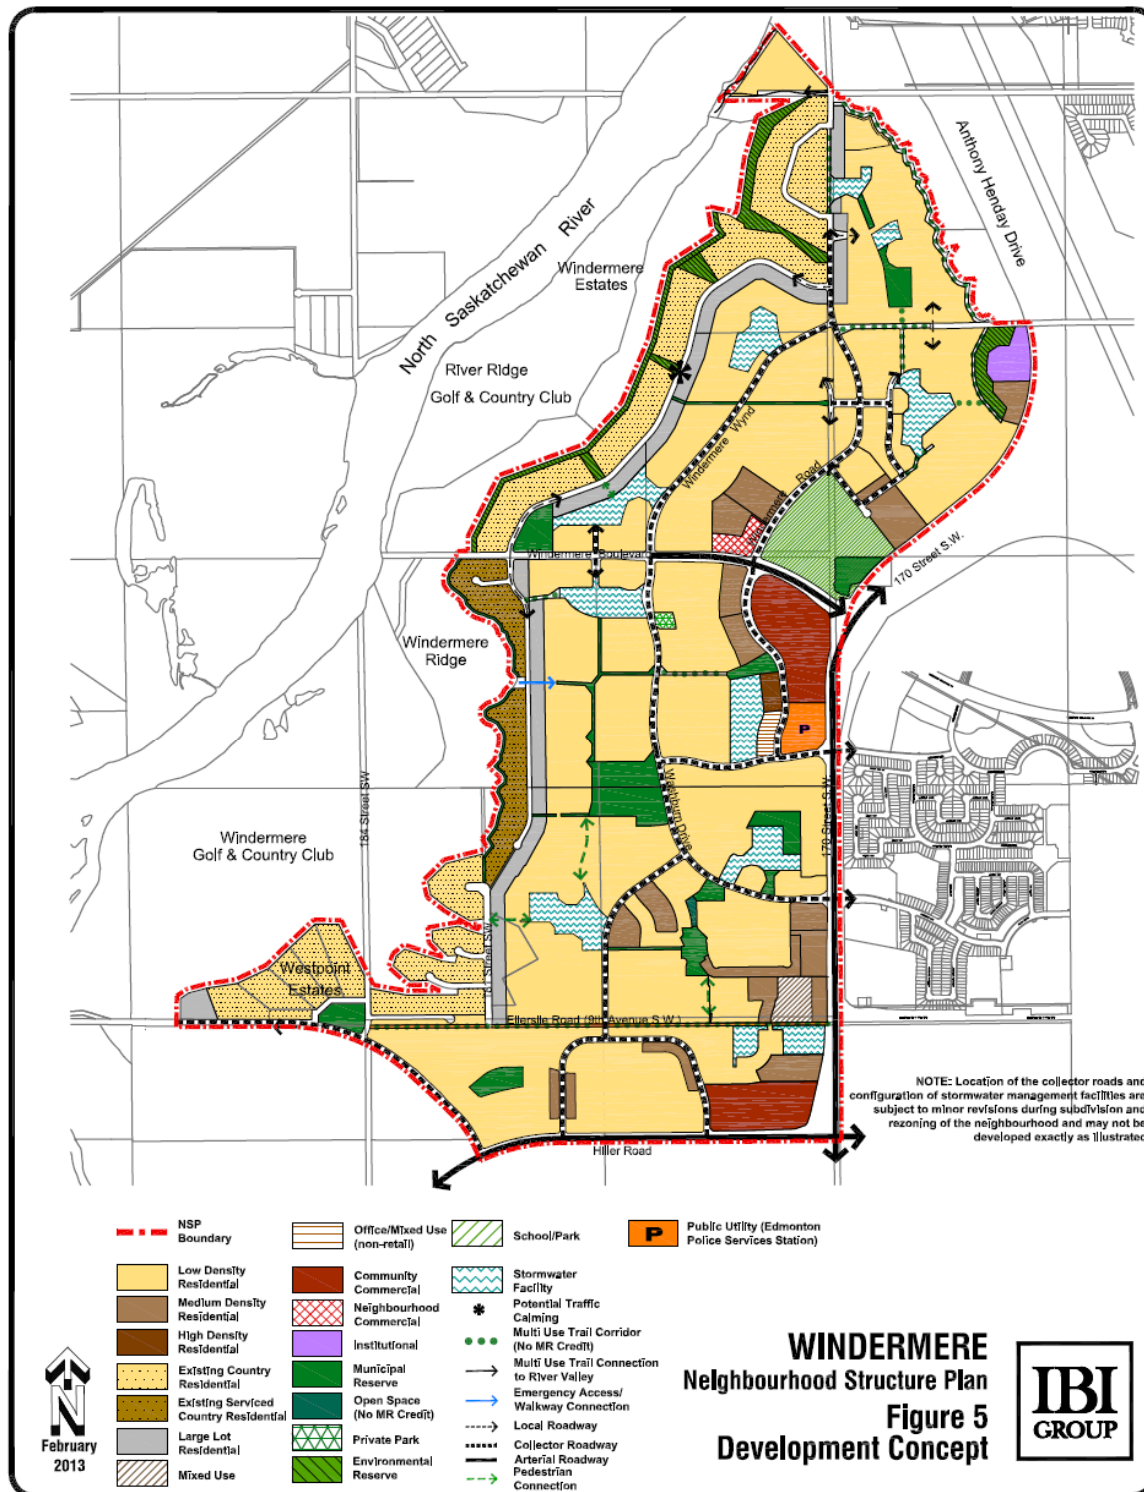 Anthony Henday Drive
North Saskatchewan River
Windermere
Estates
River Ridge
Golf & Country Club
Windermere Wynd
Windermere Road
Windermere Boulevard
170 Street S.W.
Windermere
Ridge
P
184 Street SW
Washburn Drive
170 Street S.W.
Windermere
Golf & Country Club
Street S.W.
Westpoint
Estates
Ellerslie Road (9th Avenue S.W.)
NOTE: Location of the collector roads and
configuration of stormwater management facilities are
subject to minor revisions during subdivision and
rezoning of the neighbourhood and may not be
developed exactly as illustrated
Hiller Road
NSP
Boundary
Low Density
Residential
Medium Density
Residential
High Density
Residential
Existing Country
Residential
Existing Serviced
Country Residential
Large Lot
Residential
Mixed Use
Office/Mixed Use
(non-retail)
Community
Commercial
Neighbourhood
Commercial
Institutional
Municipal
Reserve
Open Space
(No MR Credit)
Private Park
Environmental
Reserve
School/Park
Stormwater
Facility
Potential Traffic
Calming
Multi Use Trail Corridor
(No MR Credit)
Multi Use Trail Connection
to River Valley
Emergency Access/
Walkway Connection
Local Roadway
Collector Roadway
Arterial Roadway
Pedestrian
Connection
P
Public Utility (Edmonton
Police Services Station)
N
February
2013
WINDERMERE
Neighbourhood Structure Plan
Figure 5
Development Concept
IBI
GROUP